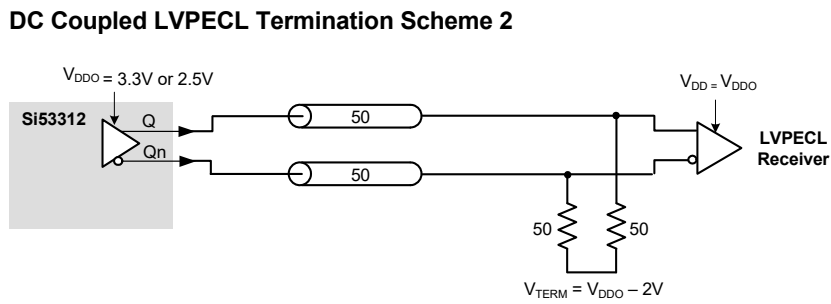 DC Coupled LVPECL Termination Scheme 2
VDDO = 3.3V or 2.5V
VDD = VDDO
Si53312
Q
50
Qn
50
LVPECL
Receiver
50
50
VTERM = VDDO – 2V